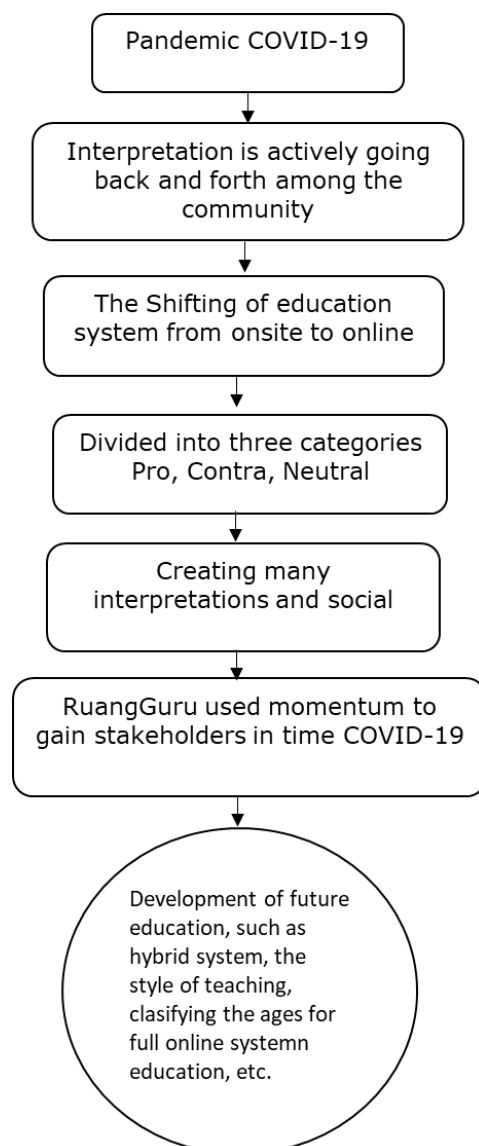 Pandemic COVID-19
Interpretation is actively going
back and forth among the
community
The Shifting of education
system from onsite to online
Divided into three categories
Pro, Contra, Neutral
Creating many
interpretations and social
RuangGuru used momentum to
gain stakeholders in time COVID-19
Development of future
education, such as
hybrid system, the
style of teaching,
clasifying the ages for
full online systemn
education, etc.